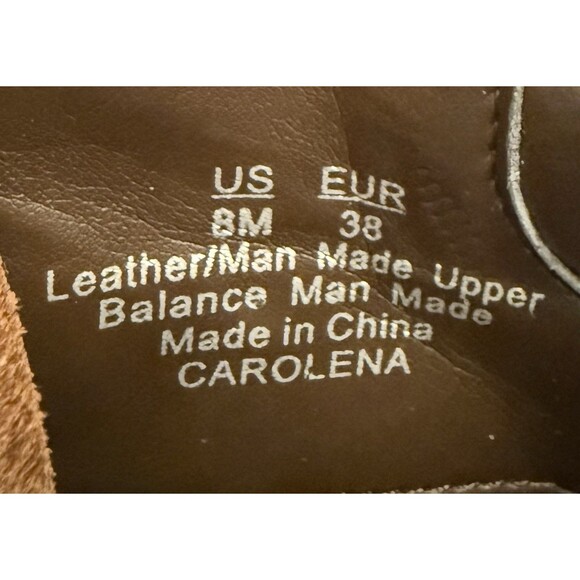 US EUR
8M 38
Leather/Man Made Upper
Balance Man Made
Made in China
CAROLENA